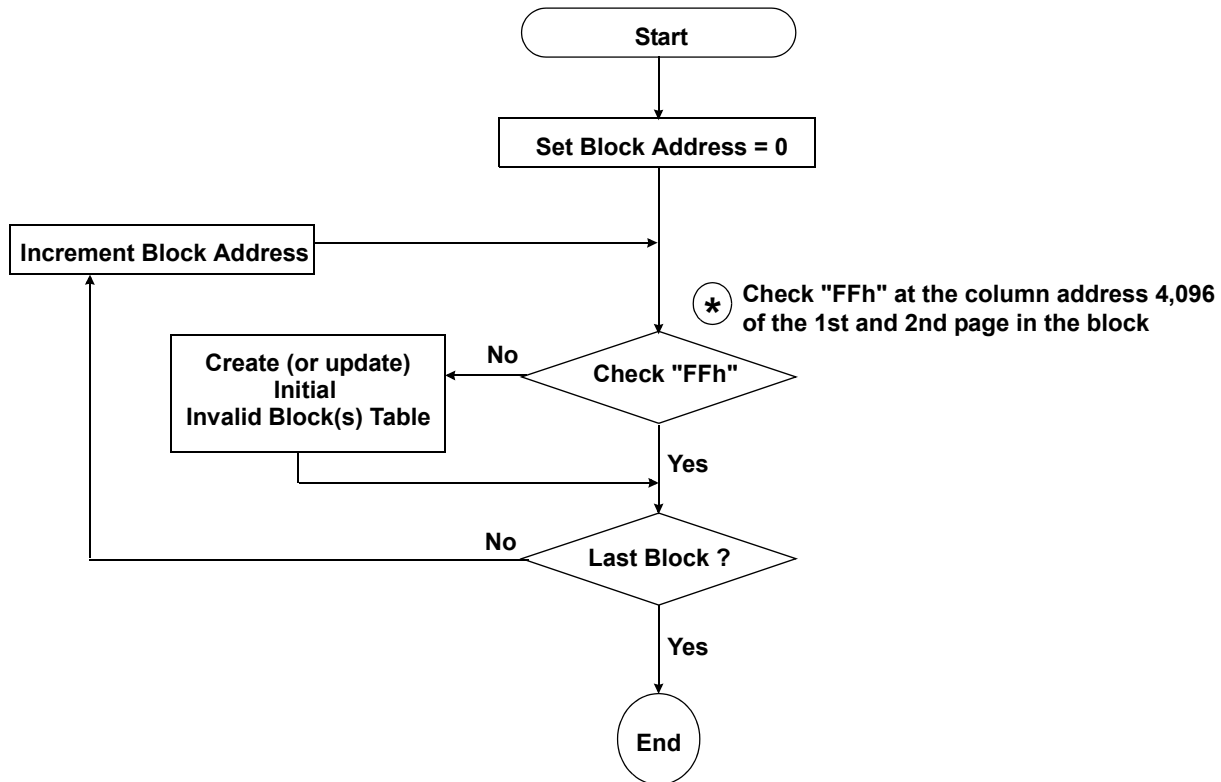 Start
Set Block Address = 0
Increment Block Address
* Check "FFh" at the column address 4,096
of the 1st and 2nd page in the block
No
Check "FFh"
Create (or update)
Initial
Invalid Block(s) Table
Yes
No
Last Block ?
Yes
End